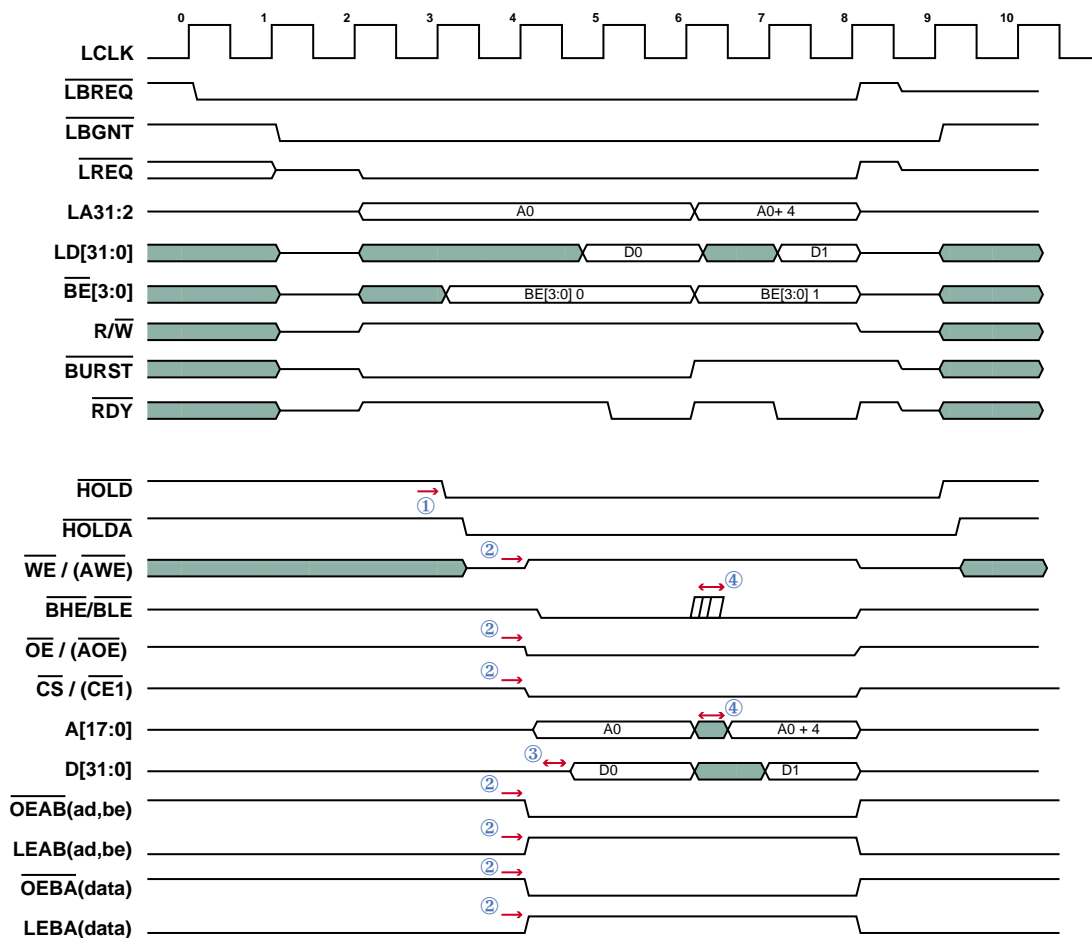 0 1 2 3 4 5 6 7 8 9 10
LCLK
LBREQ
LBGNT
LREQ
LA31:2 A0 A0+ 4
LD[31:0] D0 D1
BE[3:0] BE[3:0] 0 BE[3:0] 1
R/W
BURST
RDY
HOLD
①
HOLDA
WE / (AWE) ②
BHE/BLE ④
OE / (AOE) ②
CS / (CE1) ②
A[17:0] A0 ④ A0 + 4
D[31:0] ③ D0 D1
OEAB(ad,be) ②
LEAB(ad,be) ②
OEBA(data) ②
LEBA(data) ②